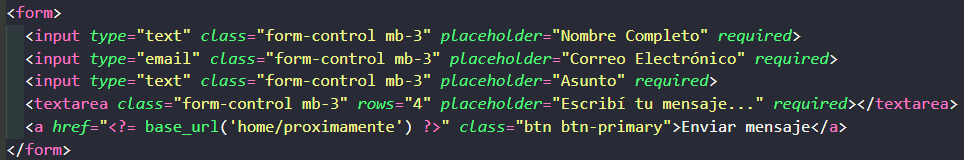 <form>
<input type="text" class="form-control mb-3" placeholder="Nombre Completo" required>
<input type="email" class="form-control mb-3" placeholder="Correo Electrónico" required>
<input type="text" class="form-control mb-3" placeholder="Asunto" required>
<textarea class="form-control mb-3" rows="4" placeholder="Escribí tu mensaje..." required></textarea>
<a href="<?= base_url('home/proximamente') ?>" class="btn btn-primary">Enviar mensaje</a>
</form>